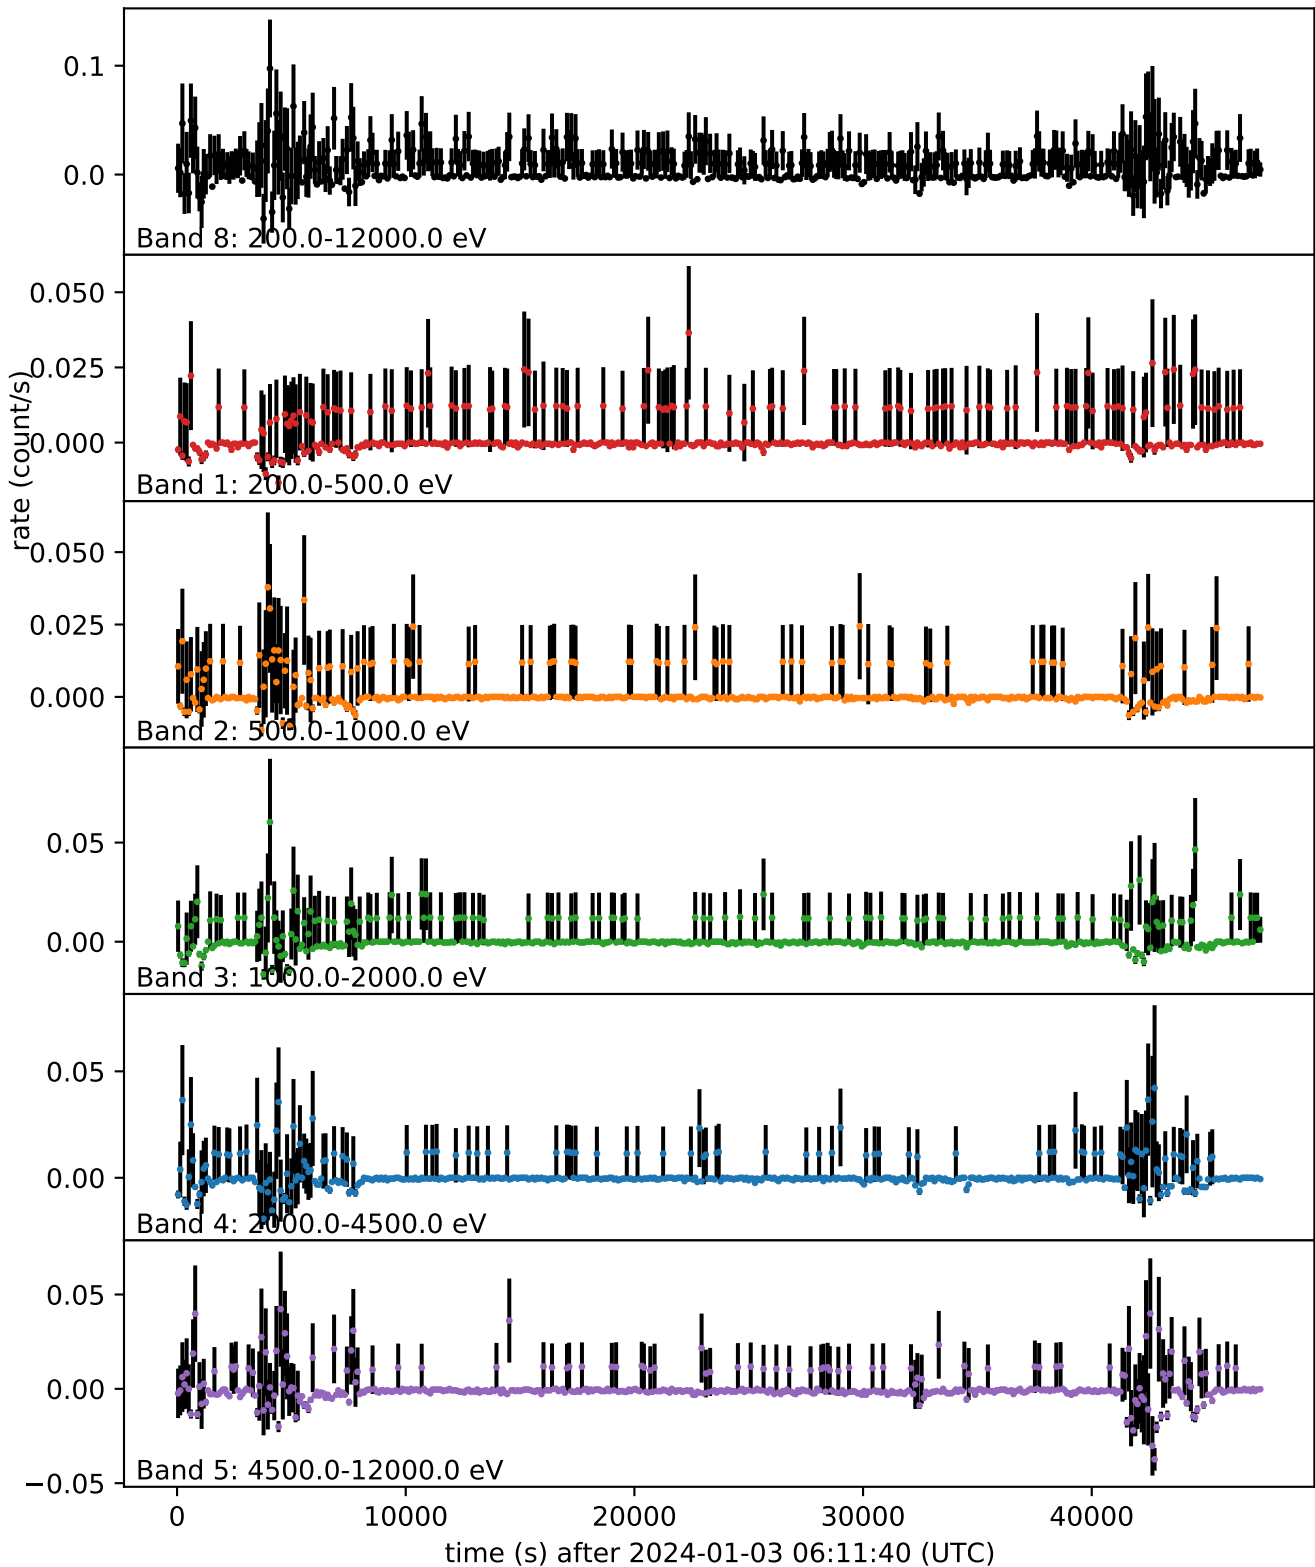 0.1
0.0
Band 8: 200.0-12000.0 eV
0.050
0.025
0.000
Band 1: 200.0-500.0 eV
rate (count/s)
0.050
0.025
0.000
Band 2: 500.0-1000.0 eV
0.05
0.00
Band 3: 1000.0-2000.0 eV
0.05
0.00
Band 4: 2000.0-4500.0 eV
0.05
0.00
−0.05
Band 5: 4500.0-12000.0 eV
0 10000 20000 30000 40000
time (s) after 2024-01-03 06:11:40 (UTC)